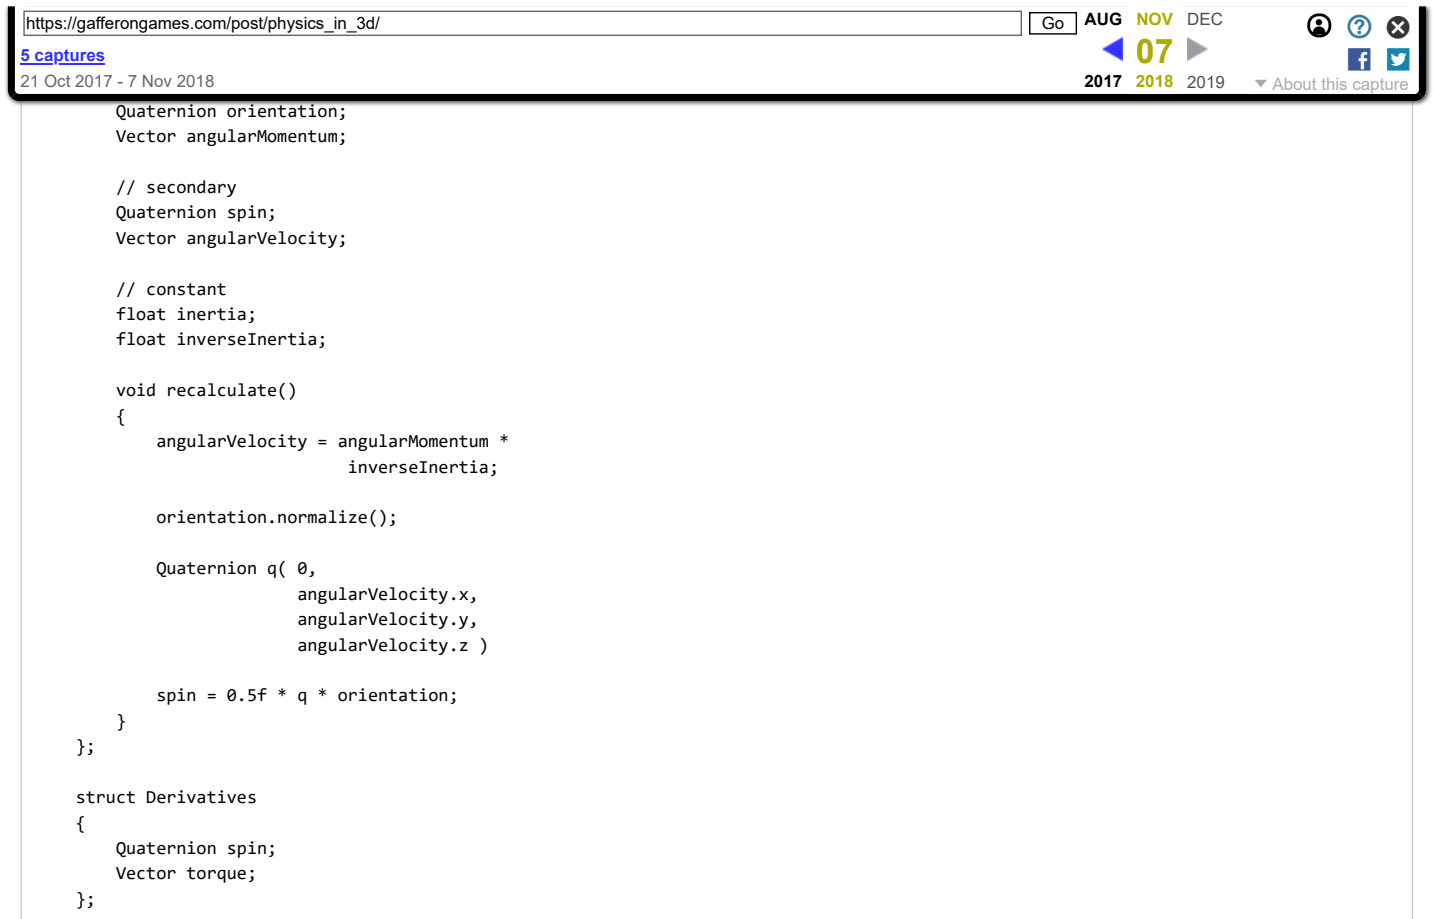 https://gafferongames.com/post/physics_in_3d/ Go AUG NOV DEC
5 captures 07
21 Oct 2017 - 7 Nov 2018 2017 2018 2019 About this capture
Quaternion orientation;
Vector angularMomentum;
// secondary
Quaternion spin;
Vector angularVelocity;
// constant
float inertia;
float inverseInertia;
void recalculate()
{
angularVelocity = angularMomentum *
inverseInertia;
orientation.normalize();
Quaternion q( 0,
angularVelocity.x,
angularVelocity.y,
angularVelocity.z )
spin = 0.5f * q * orientation;
}
};
struct Derivatives
{
Quaternion spin;
Vector torque;
};